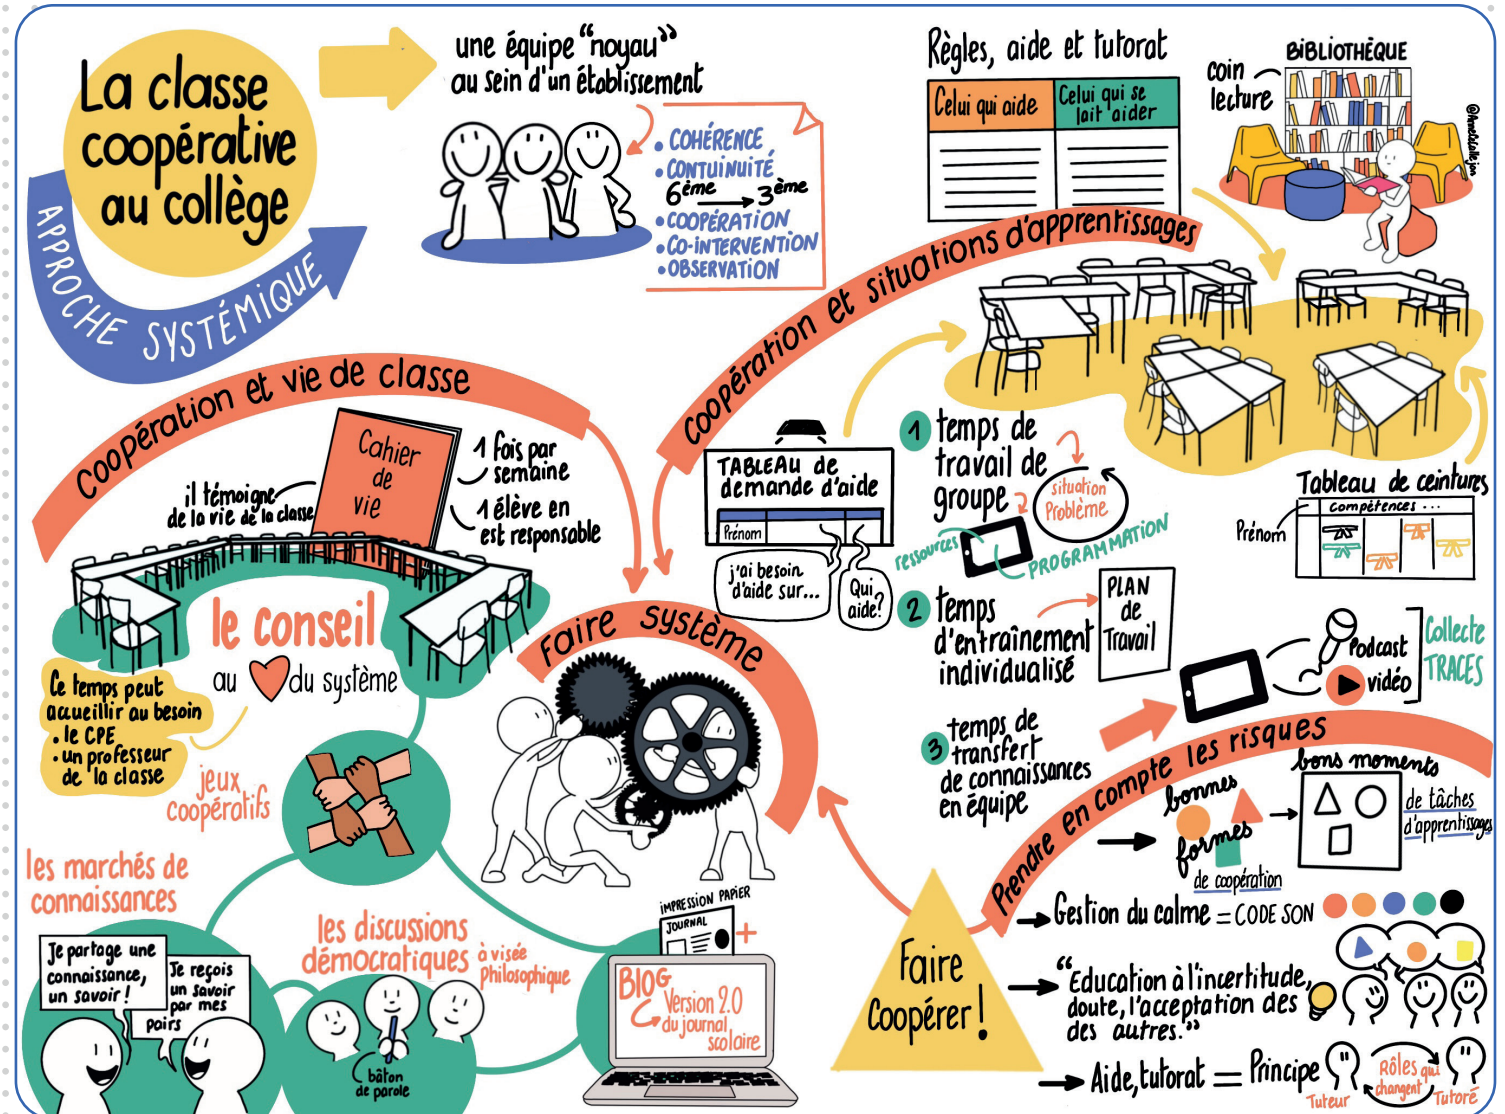 La classe
coopérative
au collège
APPROCHE SYSTÉMIQUE
une équipe "noyau"
au sein d'un établissement
• COHÉRENCE
• CONTUINUITÉ
6ème → 3ème
• COOPÉRATION
• CO-INTERVENTION
• OBSERVATION
Règles, aide et tutorat
Celui qui aide
Celui qui se
fait aider
coin
lecture
BIBLIOTHÈQUE
Coopération et situations d'apprentissages
TABLEAU de
demande d'aide
Prénom
j'ai besoin
d'aide sur...
Qui
aide?
1 temps de
travail de
groupe
situation
Problème
ressources
PROGRAMMATION
2 temps
d'entraînement
individualisé
PLAN
de
Travail
3 temps de
transfert
de connaissances
en équipe
Tableau de ceintures
compétences ...
Prénom
Podcast
vidéo
Collecte
TRACES
Coopération et vie de classe
Cahier
de
vie
il témoigne
de la vie de la classe
1 fois par
semaine
1 élève en
est responsable
le conseil
au du système
Ce temps peut
accueillir au besoin
• le CPE
• un professeur
de la classe
jeux
coopératifs
les marchés de
connaissances
Je partage une
connaissance,
un savoir !
Je reçois
un savoir
par mes
pairs
les discussions
démocratiques
à visée
philosophique
bâton
de parole
IMPRESSION PAPIER
JOURNAL
+
BLOG
Version 2.0
du journal
scolaire
Faire système
Faire
Coopérer !
Prendre en compte les risques
bonnes
formes
de coopération
bons moments
de tâches
d'apprentissages
Gestion du calme = CODE SON
"Education à l'incertitude,
doute, l'acceptation des
des autres."
Aide, tutorat = Principe
Rôles qui
changent
Tuteur
Tutoré